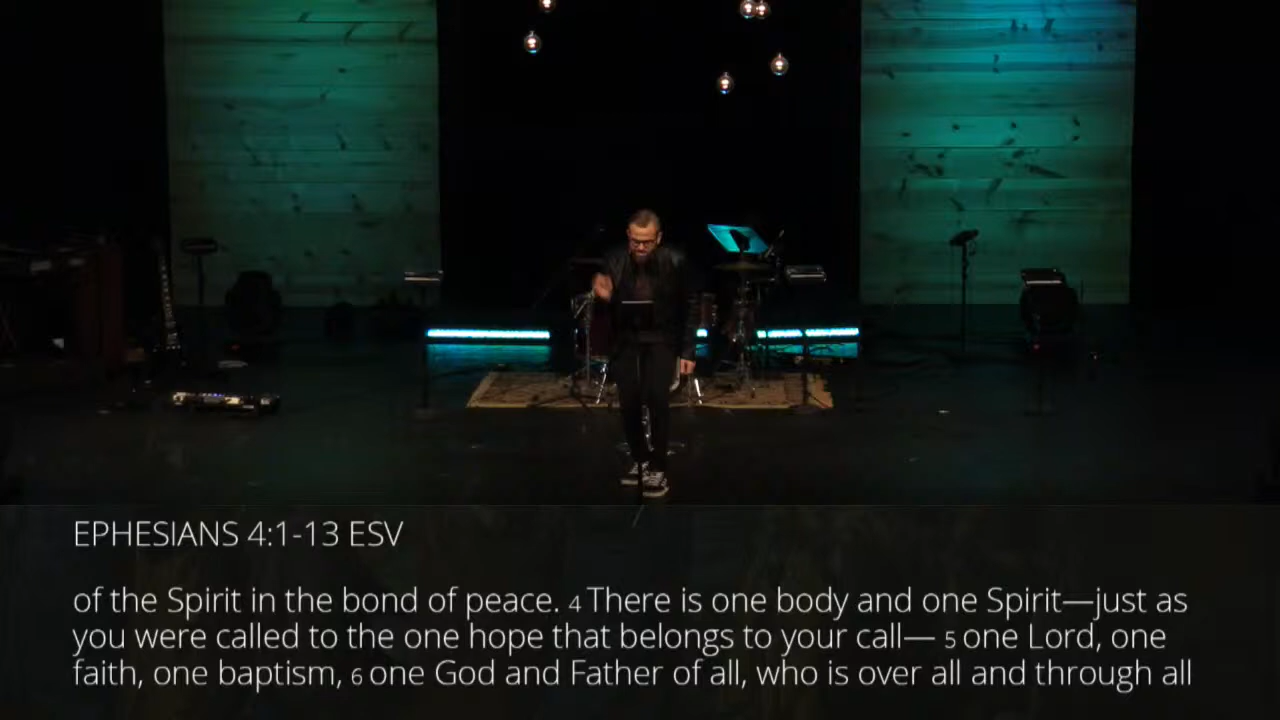 EPHESIANS 4:1-13 ESV
of the Spirit in the bond of peace. 4 There is one body and one Spirit—just as
you were called to the one hope that belongs to your call— 5 one Lord, one
faith, one baptism, 6 one God and Father of all, who is over all and through all